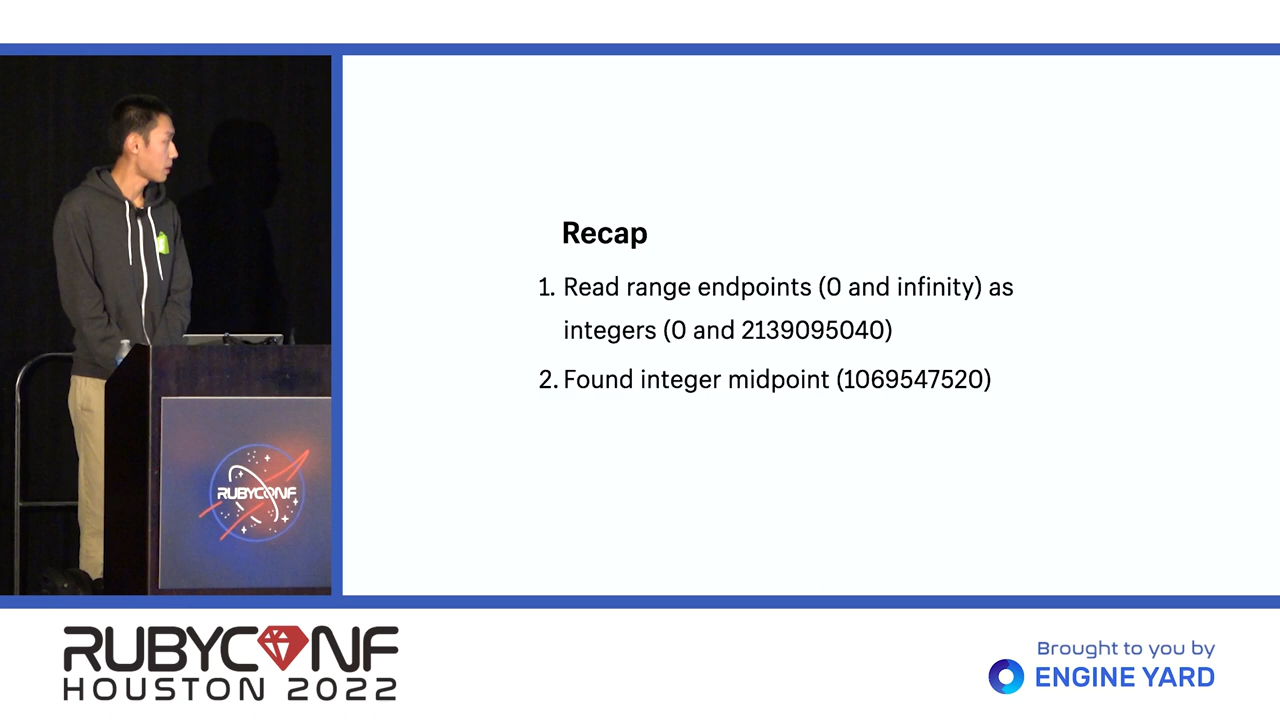 Recap
1. Read range endpoints (0 and infinity) as
integers (0 and 2139095040)
2. Found integer midpoint (1069547520)
RUBYCONF
RUBYCONF
HOUSTON 2022
Brought to you by
ENGINE YARD